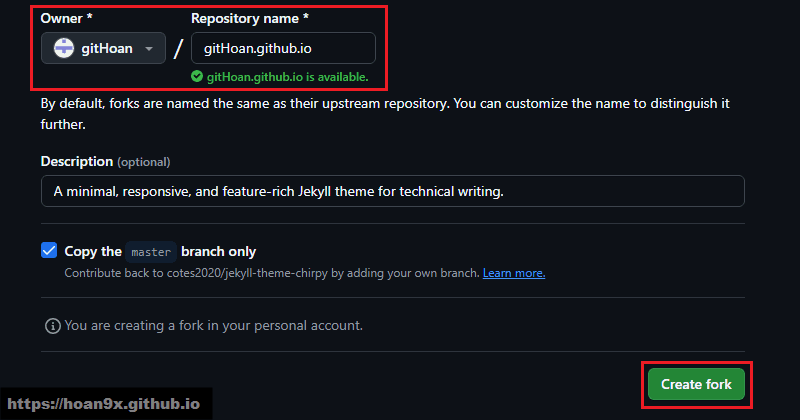 Owner * Repository name *
gitHoan / gitHoan.github.io
gitHoan.github.io is available.
By default, forks are named the same as their upstream repository. You can customize the name to distinguish it
further.
Description (optional)
A minimal, responsive, and feature-rich Jekyll theme for technical writing.
Copy the master branch only
Contribute back to cotes2020/jekyll-theme-chirpy by adding your own branch. Learn more.
You are creating a fork in your personal account.
Create fork
https://hoan9x.github.io